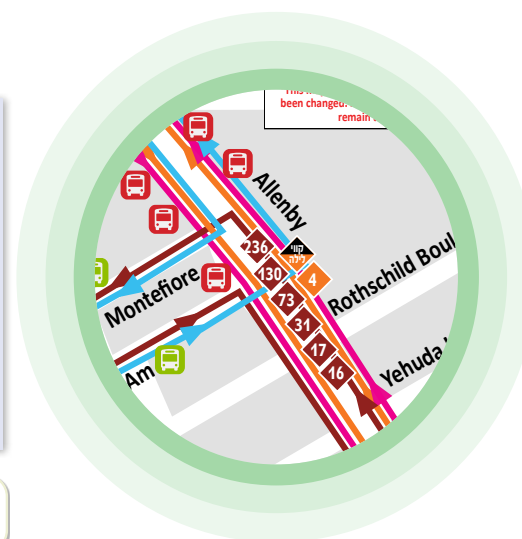 been changed.
remain
Allenby
236
קווי
לילה
130
4
Montefiore
73
Rothschild Boul
31
17
Am
16
Yehuda